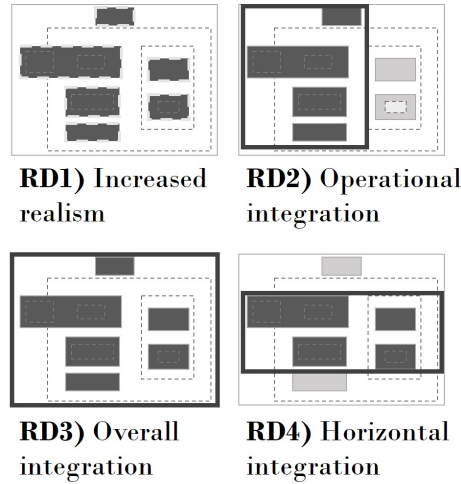 RD1) Increased
realism
RD2) Operational
integration
RD3) Overall
integration
RD4) Horizontal
integration